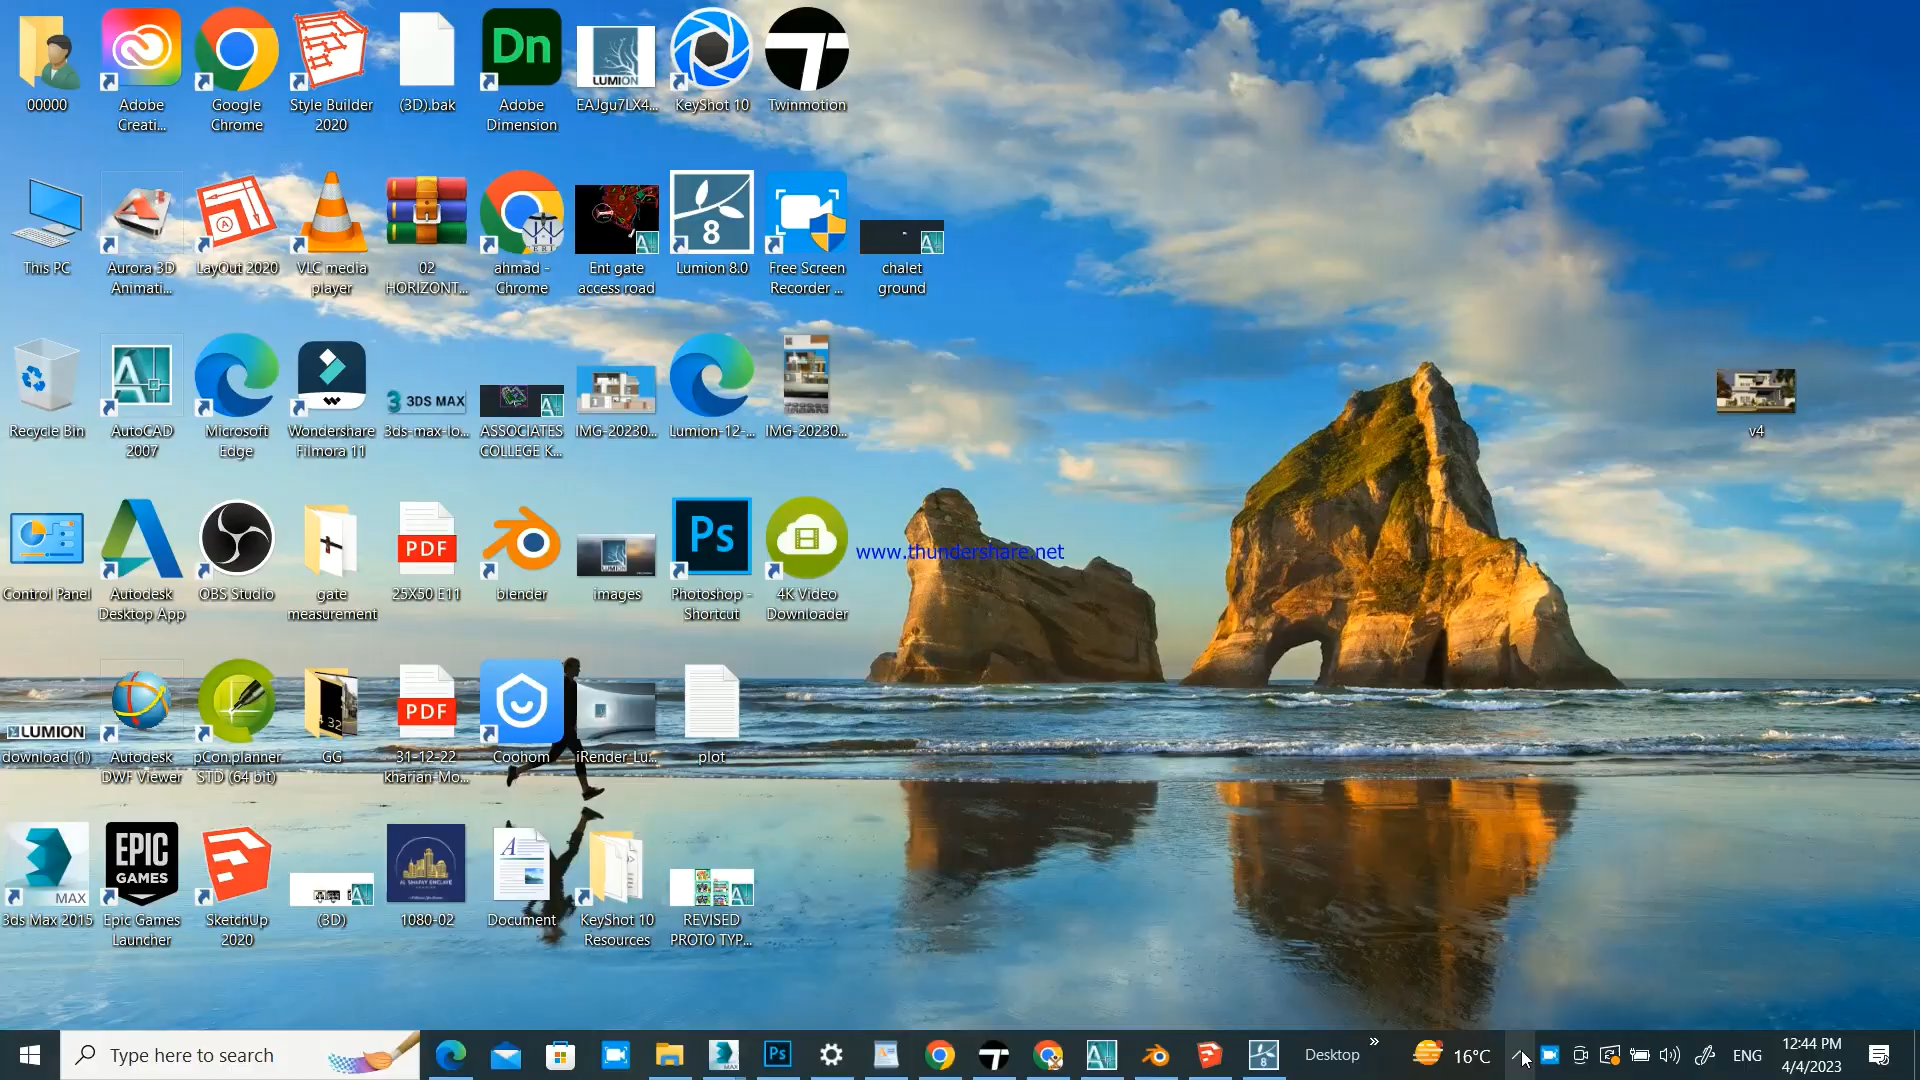 00000
Adobe
Creati...
Google
Chrome
Style Builder
2020
(3D).bak
Dn
Adobe
Dimension
LUMION
EAJgu7LX4...
KeyShot 10
Twinmotion
This PC
Aurora 3D
Animati...
LayOut 2020
VLC media
player
02
HORIZONT...
ahmad -
Chrome
Ent gate
access road
8
Lumion 8.0
Free Screen
Recorder ...
chalet
ground
Recycle Bin
AutoCAD
2007
Microsoft
Edge
Wondershare
Filmora 11
3DS MAX
3ds-max-lo...
ASSOCIATES
COLLEGE K...
IMG-20230...
Lumion-12-...
IMG-20230...
v4
Control Panel
Autodesk
Desktop App
OBS Studio
gate
measurement
PDF
25X50 E11
blender
images
Ps
Photoshop -
Shortcut
4K Video
Downloader
www.thundershare.net
LUMION
download (1)
Autodesk
DWF Viewer
pCon.planner
STD (64 bit)
GG
PDF
31-12-22
kharian-Mo...
Coohom
iRender_Lu...
plot
MAX
3ds Max 2015
EPIC
GAMES
Epic Games
Launcher
SketchUp
2020
(3D)
1080-02
Document
KeyShot 10
Resources
REVISED
PROTO TYP...
Type here to search
Ps
8
Desktop
16°C
ENG
12:44 PM
4/4/2023